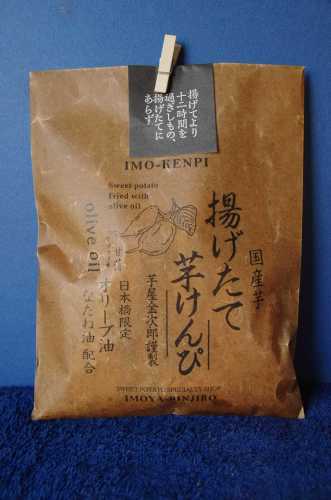 揚げてより
十二時間を
過ぎしもの、
揚げたてに
あらず
IMO-KENPI
Sweet potato
fried with
olive oil
国産芋
揚げたて
芋けんぴ
芋屋金次郎謹製
日本橋限定
オリーブ油
なたね油 配合
olive oil
SWEET POTATO SPECIALTY SHOP
IMOYA-KINJIRO